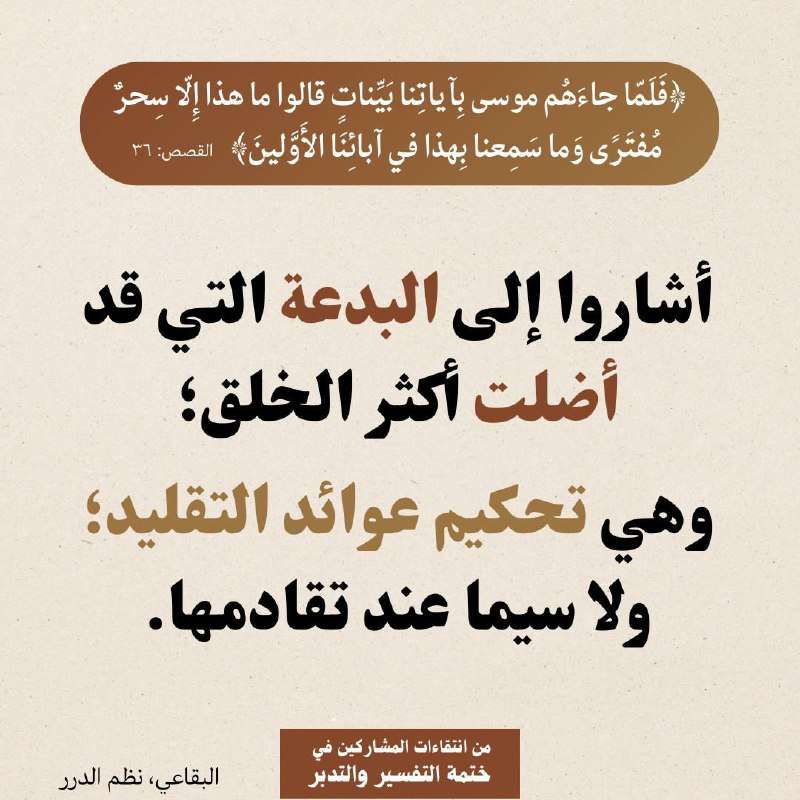 ﴿فَلَمّا جاءَهُم موسى بِآياتِنا بَيِّناتٍ قالوا ما هذا إِلّا سِحرٌ
مُفتَرًى وَما سَمِعنا بِهذا في آبائِنَا الأَوَّلينَ﴾ القصص: ٣٦
أشاروا إلى البدعة التي قد
أضلت أكثر الخلق؛
وهي تحكيم عوائد التقليد؛
ولا سيما عند تقادمها.
من انتقاءات المشاركين في
ختمة التفسير والتدبر
البقاعي، نظم الدرر